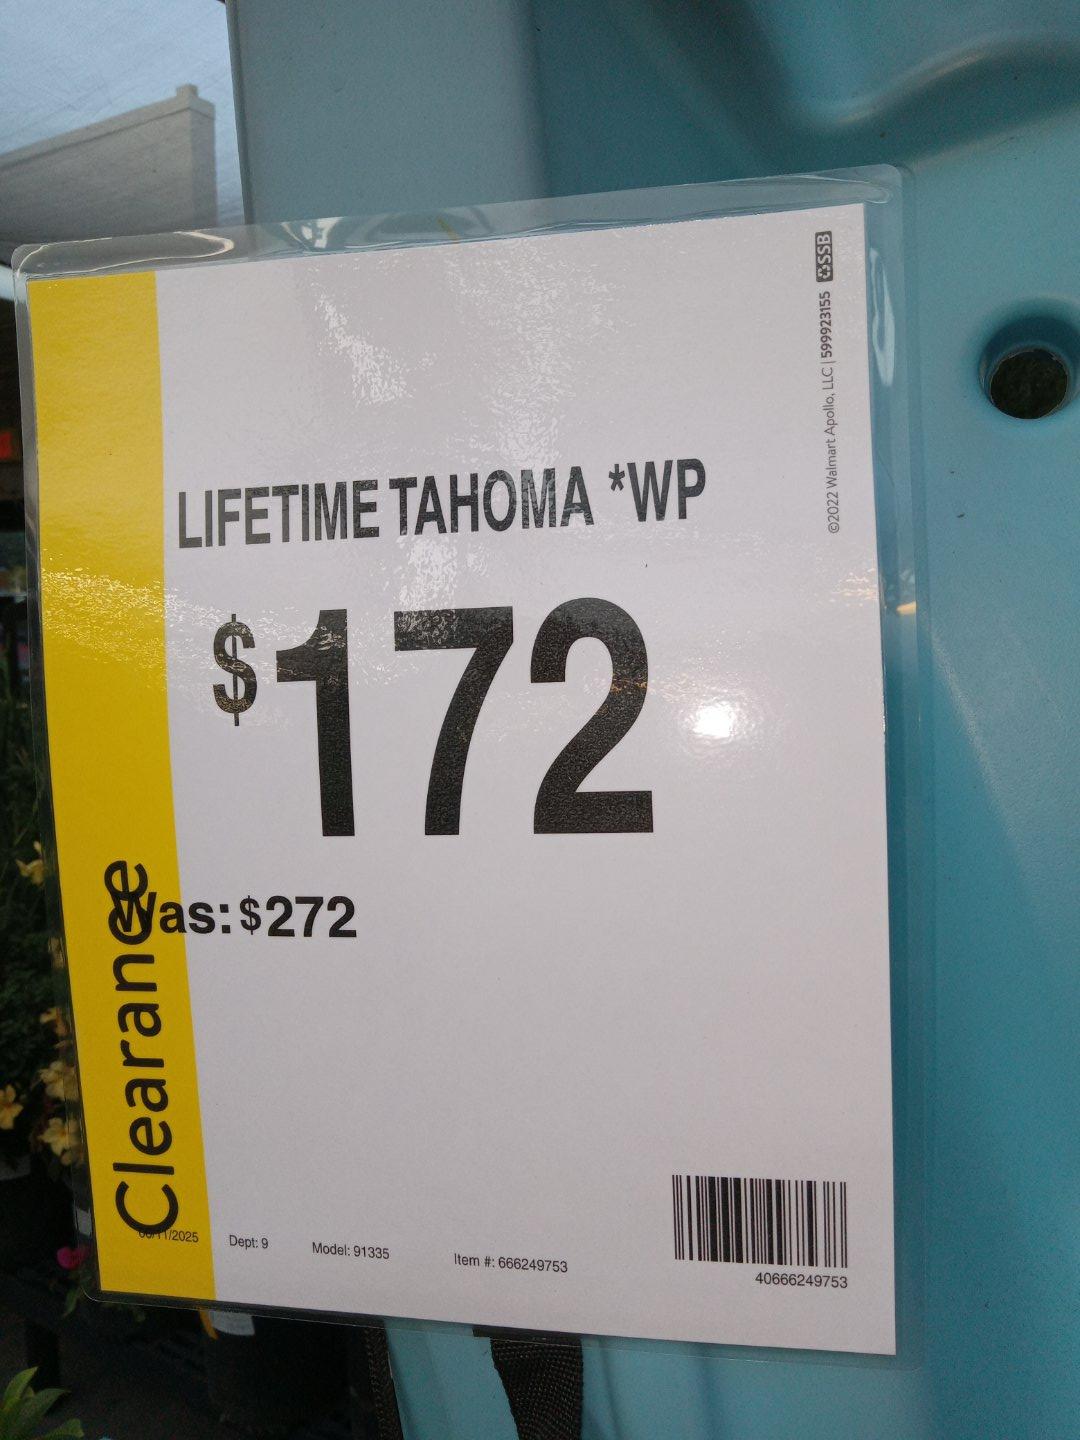 ©2022 Walmart Apollo, LLC | 599923155 SSB
LIFETIME TAHOMA *WP
$172
Was: $272
Clearance
Dept: 9
Model: 91335
Item #: 666249753
40666249753